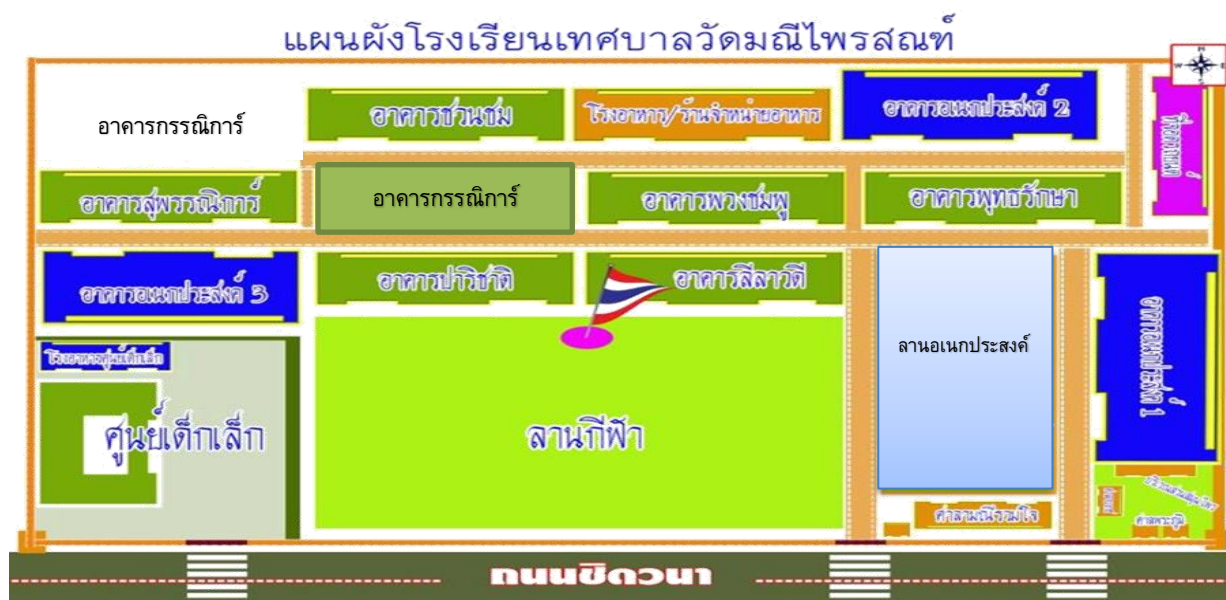 แผนผังโรงเรียนเทศบาลวัดมณีไพรสณฑ์
N
W E
S
อาคารกรรณิการ์
อาคารชวนชม
โรงอาหาร/ร้านจำหน่ายอาหาร
อาคารอเนกประสงค์ 2
อาคารสุพรรณิการ์
อาคารกรรณิการ์
อาคารพวงชมพู
อาคารพุทธรักษา
อาคารอเนกประสงค์ 3
อาคารปาริชาติ
อาคารลีลาวดี
ลานอเนกประสงค์
อาคารอเนกประสงค์ 1
โรงอาหารศูนย์เด็กเล็ก
ศูนย์เด็กเล็ก
ลานกีฬา
ศาลามณีรวมใจ
ศาลพระภูมิ
ถนนชิดวนา